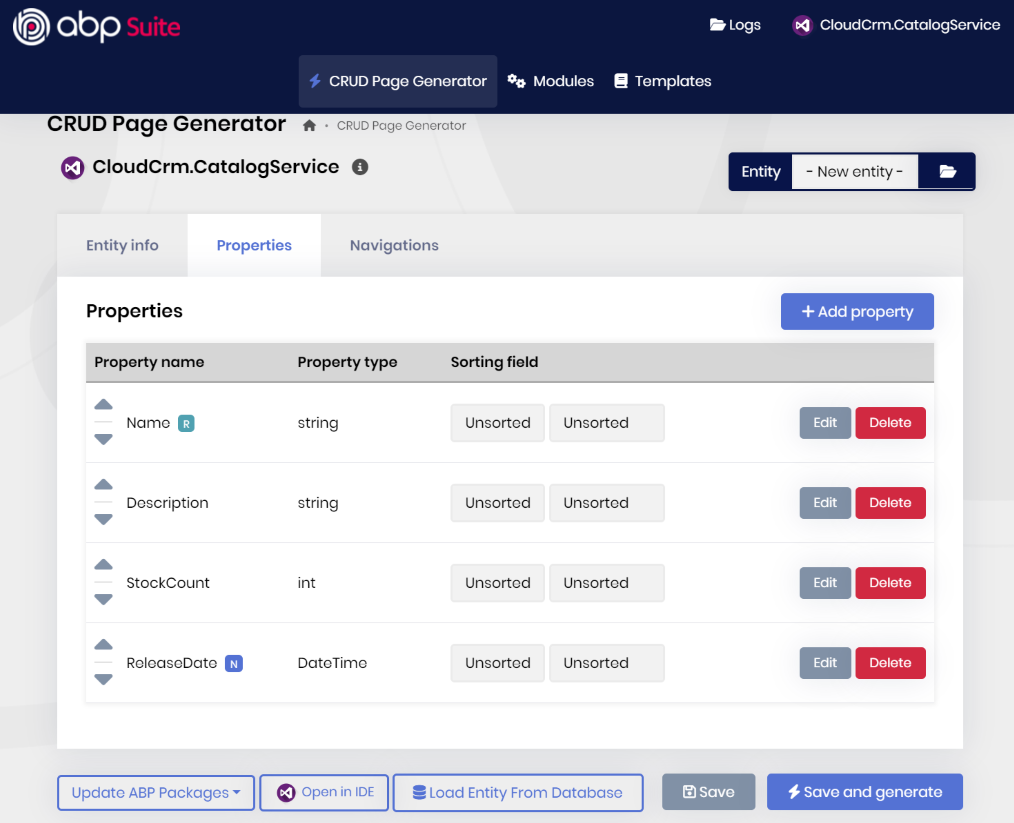 abp Suite
Logs
CloudCrm.CatalogService
CRUD Page Generator
Modules
Templates
CRUD Page Generator · CRUD Page Generator
CloudCrm.CatalogService
Entity - New entity -
Entity info Properties Navigations
Properties
+ Add property
Property name Property type Sorting field
Name R string Unsorted Unsorted Edit Delete
Description string Unsorted Unsorted Edit Delete
StockCount int Unsorted Unsorted Edit Delete
ReleaseDate N DateTime Unsorted Unsorted Edit Delete
Update ABP Packages Open in IDE Load Entity From Database Save Save and generate